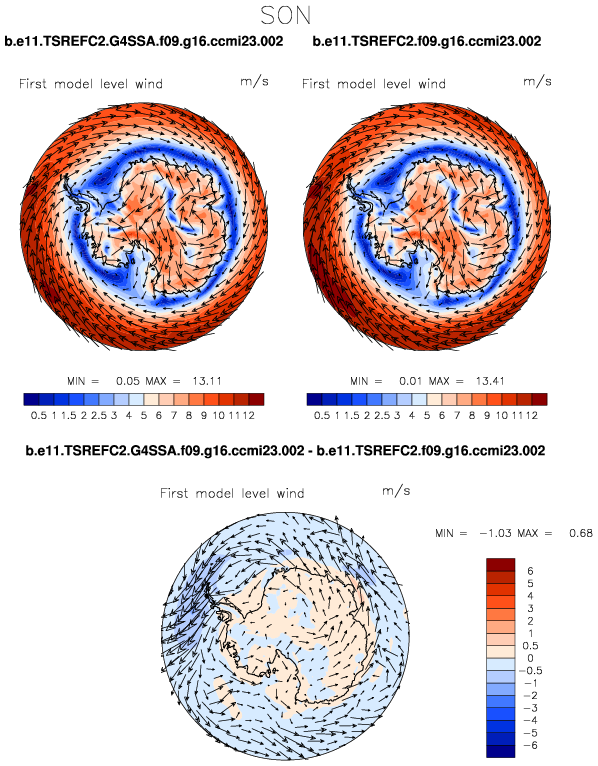 SON
b.e11.TSREFC2.G4SSA.f09.g16.ccmi23.002 b.e11.TSREFC2.f09.g16.ccmi23.002
First model level wind m/s First model level wind m/s
MIN = 0.05 MAX = 13.11 MIN = 0.01 MAX = 13.41
0.5 1 1.5 2 2.5 3 4 5 6 7 8 9 10 11 12 0.5 1 1.5 2 2.5 3 4 5 6 7 8 9 10 11 12
b.e11.TSREFC2.G4SSA.f09.g16.ccmi23.002 - b.e11.TSREFC2.f09.g16.ccmi23.002
First model level wind m/s
MIN = -1.03 MAX = 0.68
6
5
4
3
2
1
0.5
0
-0.5
-1
-2
-3
-4
-5
-6